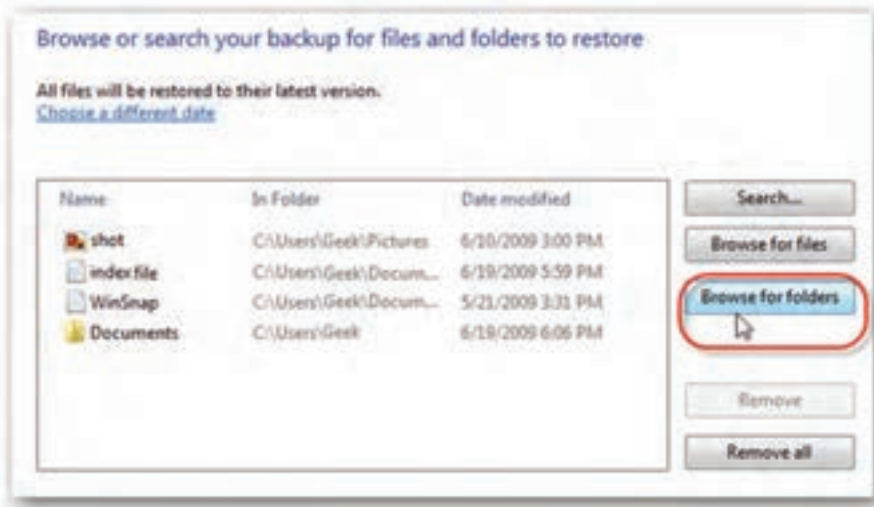 Browse or search your backup for files and folders to restore
All files will be restored to their latest version.
Choose a different date
Name In Folder Date modified
shot C:\Users\Geek\Pictures 6/10/2009 3:00 PM
index file C:\Users\Geek\Docum... 6/19/2009 5:59 PM
WinSnap C:\Users\Geek\Docum... 5/21/2009 3:31 PM
Documents C:\Users\Geek 6/19/2009 6:06 PM
Search...
Browse for files
Browse for folders
Remove
Remove all